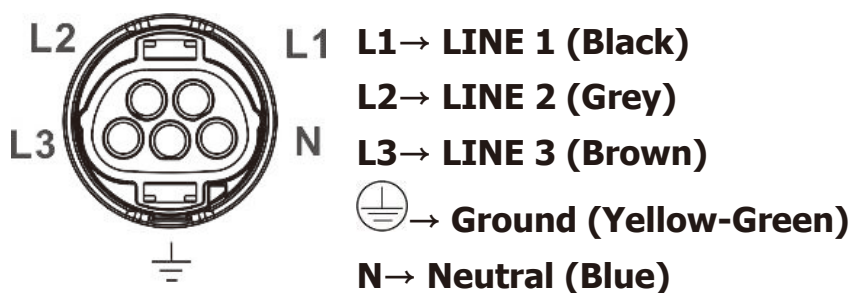 L2
L1
L3
N
L1→ LINE 1 (Black)
L2→ LINE 2 (Grey)
L3→ LINE 3 (Brown)
→ Ground (Yellow-Green)
N→ Neutral (Blue)